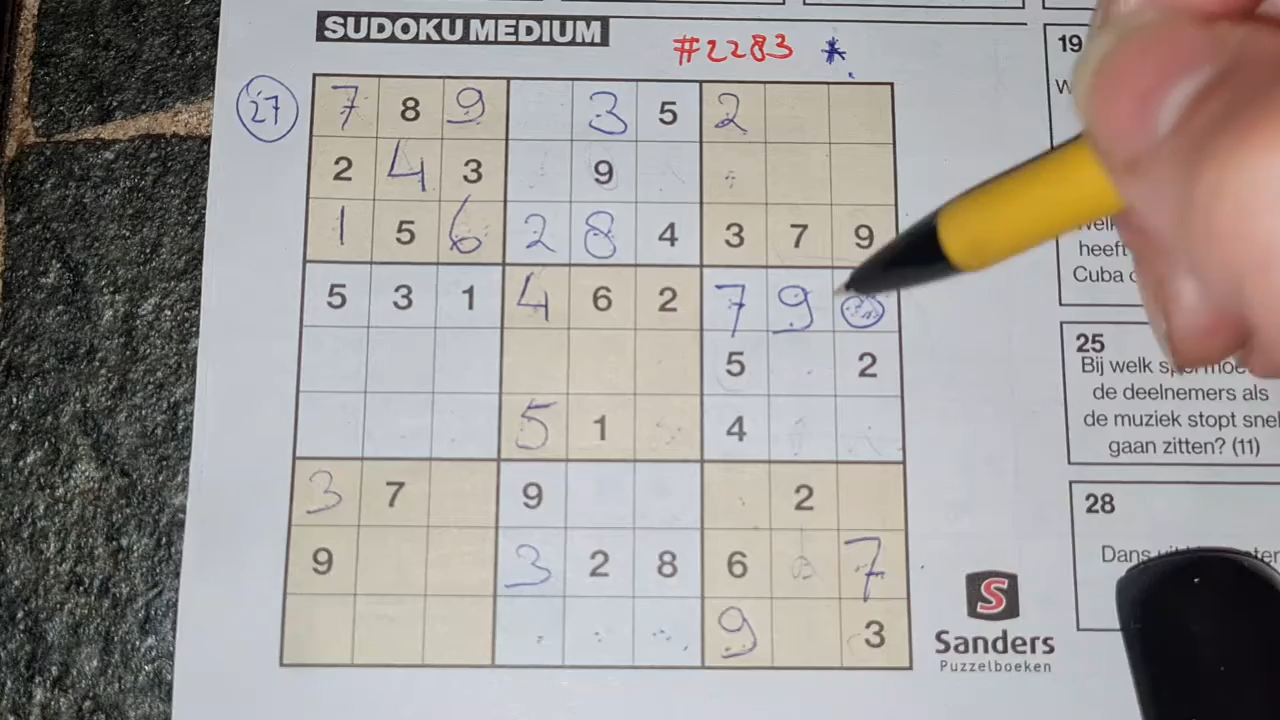 SUDOKU MEDIUM
#2283 *
19
W
27
7 8 9 3 5 2
2 4 3 9
1 5 6 2 8 4 3 7 9
5 3 1 4 6 2 7 9
5 2
5 1 4
3 7 9 2
9 3 2 8 6 7
9 3
heeft
Cuba
25
Bij welk
de deelnemers als
de muziek stopt snel
gaan zitten? (11)
28
Dans
S
Sanders
Puzzelboeken